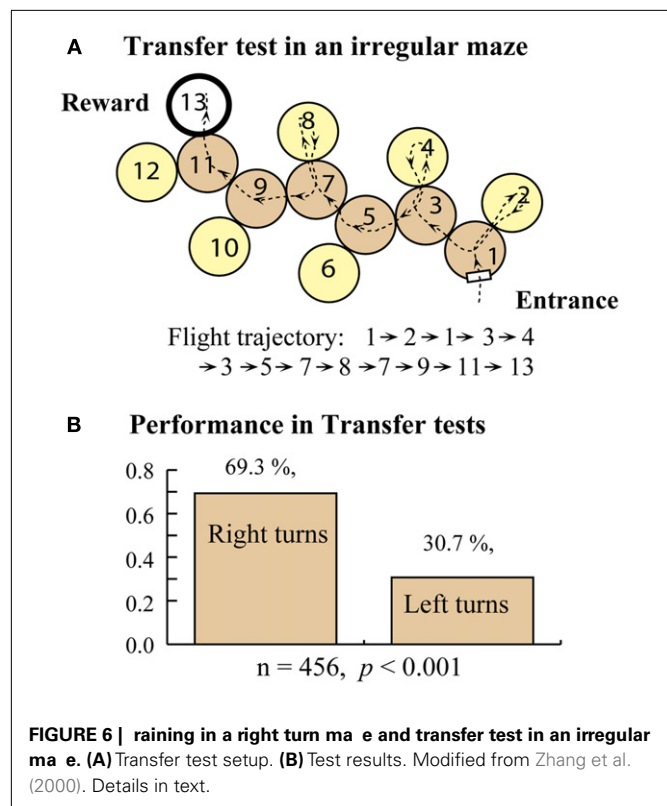 A Transfer test in an irregular maze
Reward
13
8
4
12
11
9
7
3
2
5
10
6
1
Entrance
Flight trajectory: 1→2→1→3→4
→3→5→7→8→7→9→11→13
B Performance in Transfer tests
69.3 %,
30.7 %,
0.8
0.6
0.4
0.2
0.0
Right turns
Left turns
n = 456, p < 0.001
FIGURE 6 | raining in a right turn ma e and transfer test in an irregular
ma e. (A) Transfer test setup. (B) Test results. Modified from Zhang et al.
(2000). Details in text.